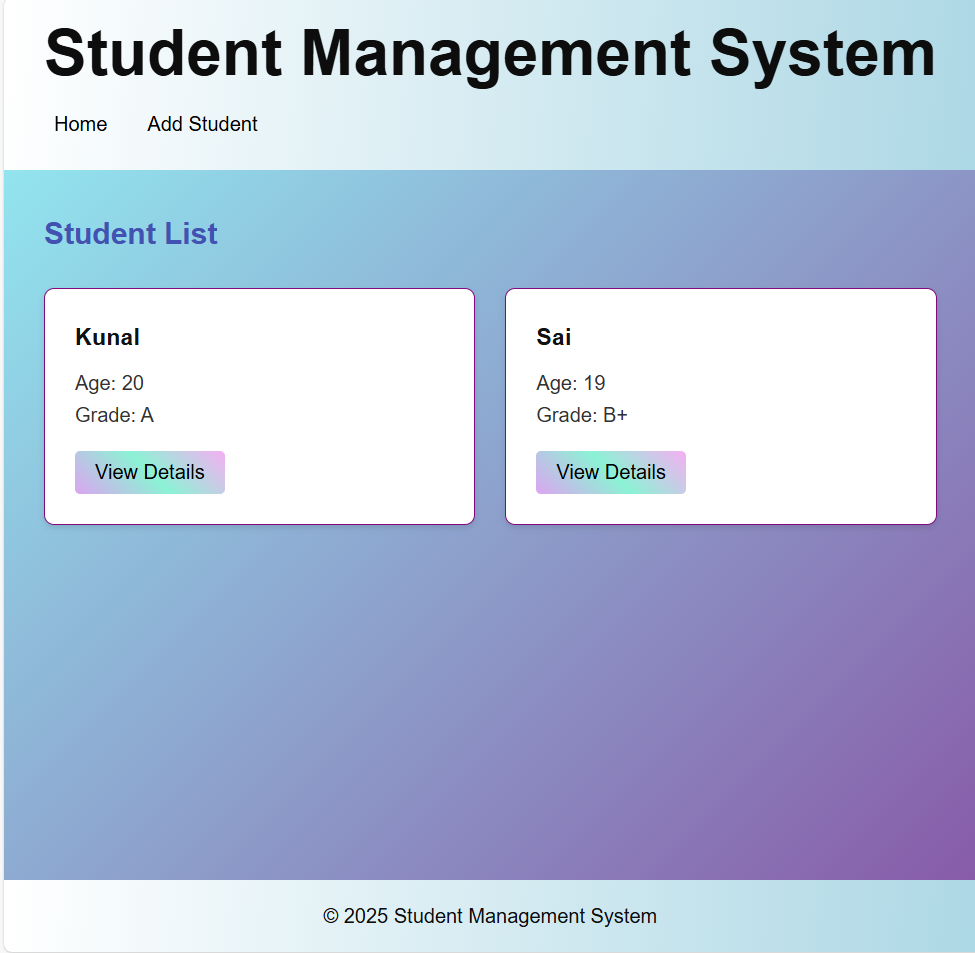 Student Management System
Home Add Student
Student List
Kunal
Age: 20
Grade: A
View Details
Sai
Age: 19
Grade: B+
View Details
© 2025 Student Management System